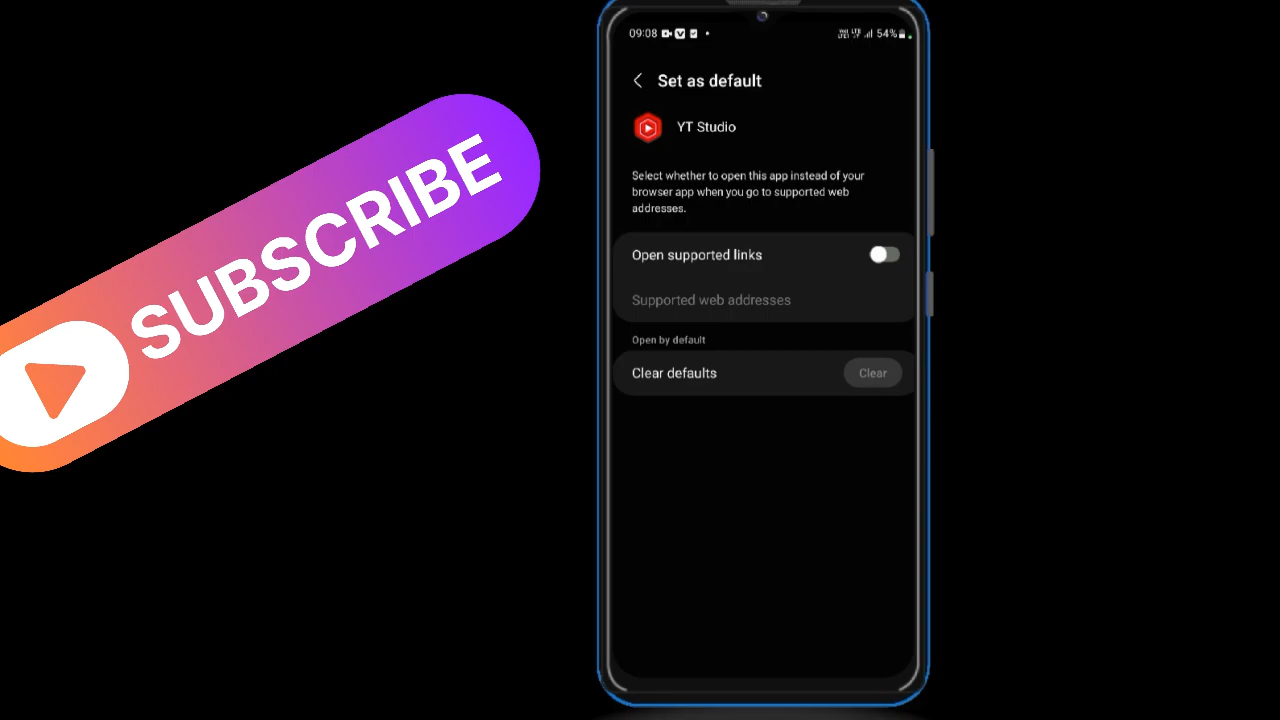 SUBSCRIBE
09:08
54%
Set as default
YT Studio
Select whether to open this app instead of your
browser app when you go to supported web
addresses.
Open supported links
Supported web addresses
Open by default
Clear defaults
Clear